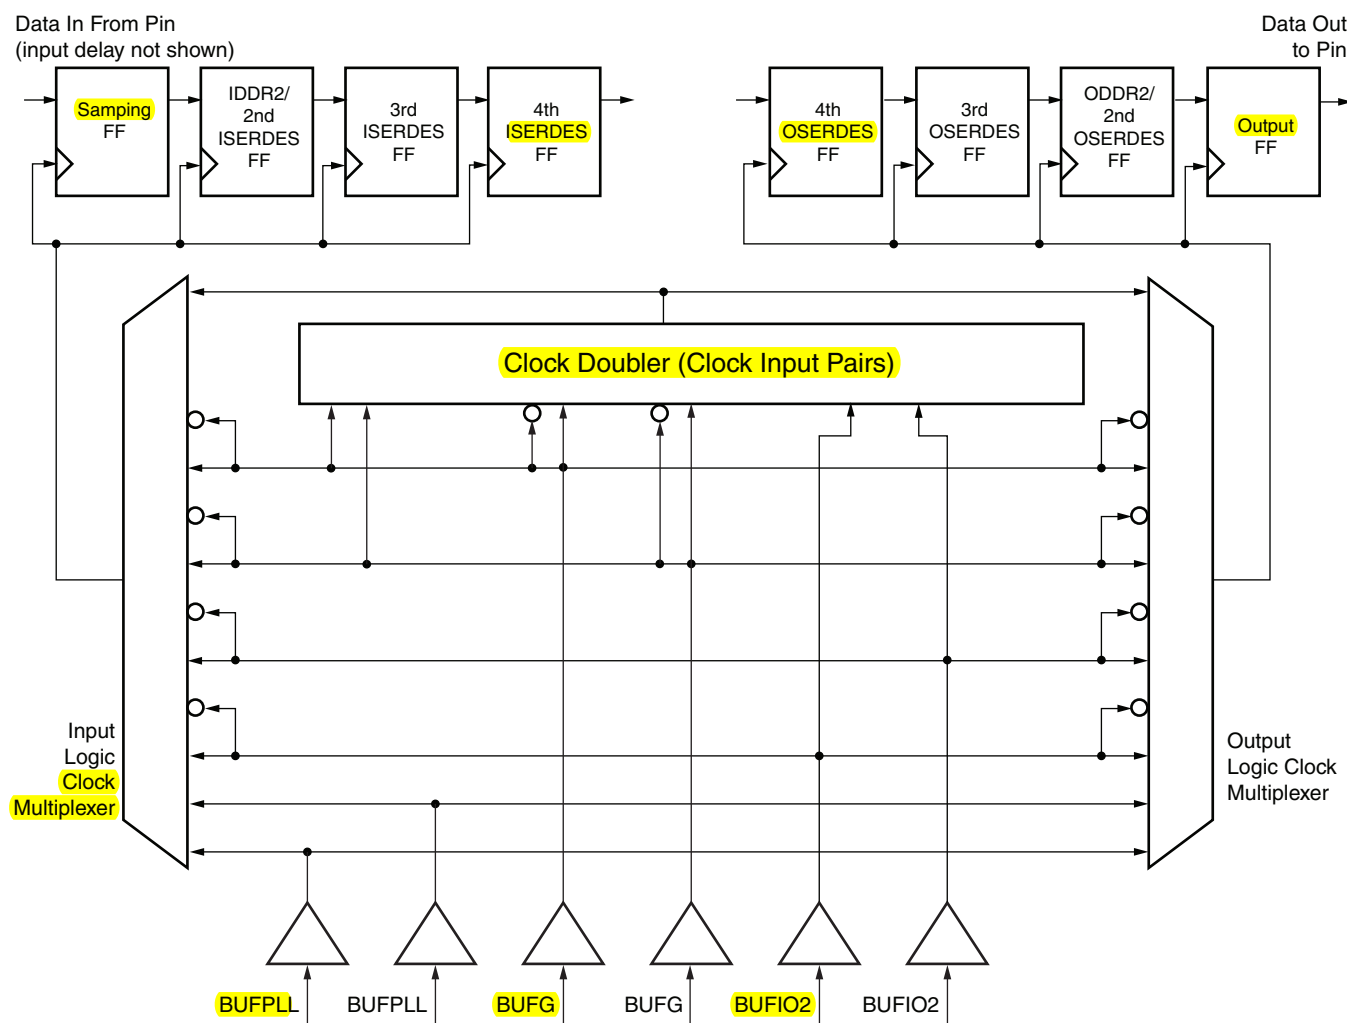 Data In From Pin
(input delay not shown)
Data Out
to Pin
Sampling
FF
IDDR2/
2nd
ISERDES
FF
3rd
ISERDES
FF
4th
ISERDES
FF
4th
OSERDES
FF
3rd
OSERDES
FF
ODDR2/
2nd
OSERDES
FF
Output
FF
Clock Doubler (Clock Input Pairs)
Input
Logic
Clock
Multiplexer
Output
Logic Clock
Multiplexer
BUFPLL
BUFPLL
BUFG
BUFG
BUFIO2
BUFIO2